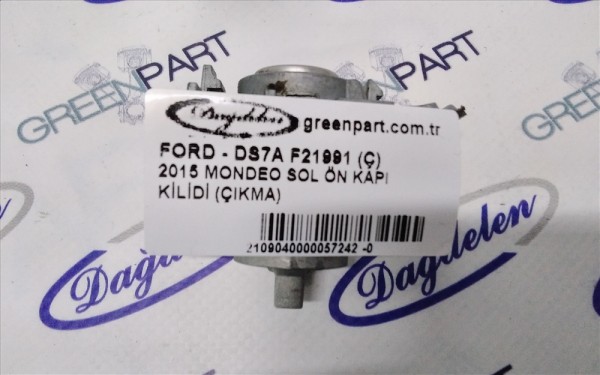 GREENPART
GREENPART
Dağdelen greenpart.com.tr
FORD - DS7A F21991 (Ç)
2015 MONDEO SOL ÖN KAPI
KİLİDİ (ÇIKMA)
2109040000057242 -0
Dağdelen
Dağdelen
GREENPART